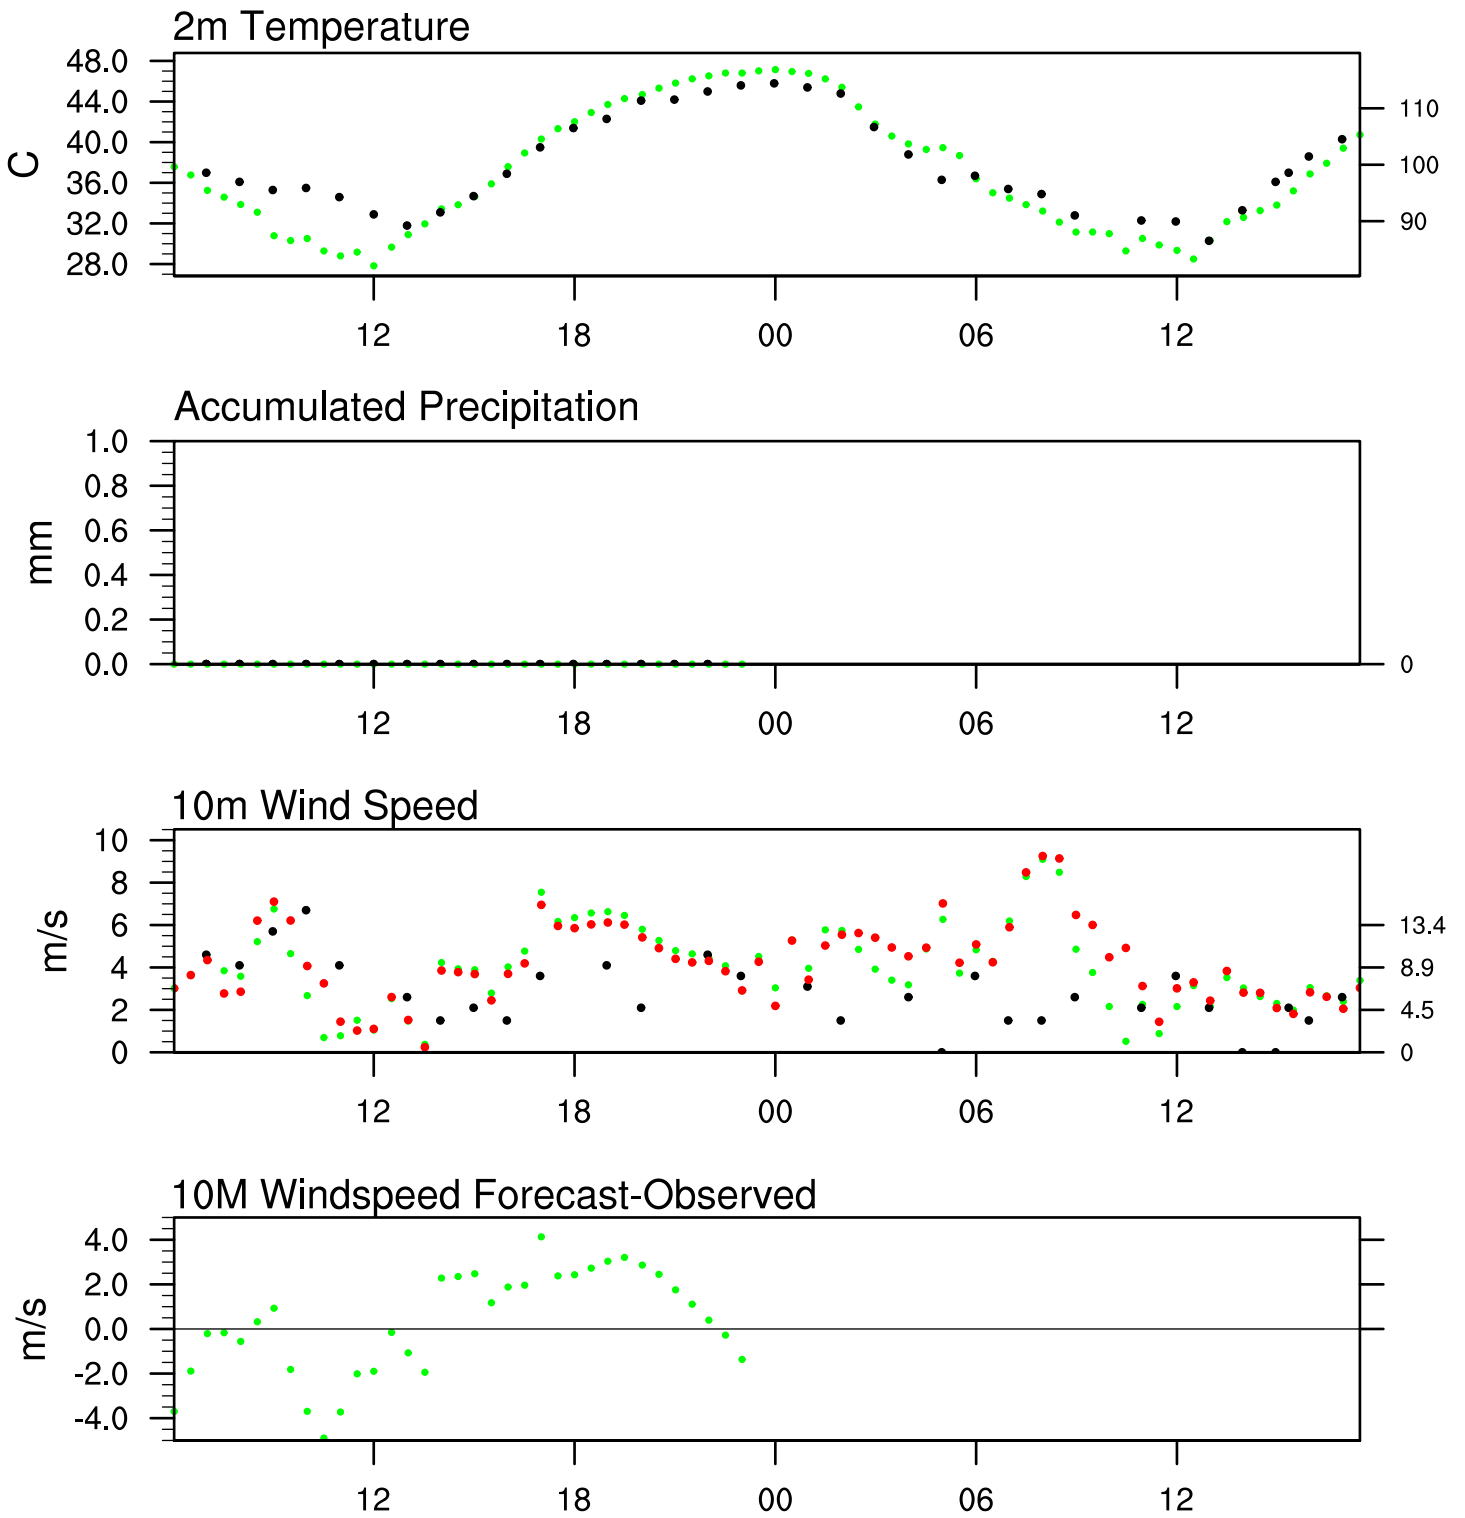 2m Temperature
48.0
44.0
40.0
36.0
32.0
28.0
C
110
100
90
12 18 00 06 12
Accumulated Precipitation
1.0
0.8
0.6
0.4
0.2
0.0
mm
0
12 18 00 06 12
10m Wind Speed
10
8
6
4
2
0
m/s
13.4
8.9
4.5
0
12 18 00 06 12
10M Windspeed Forecast-Observed
4.0
2.0
0.0
-2.0
-4.0
m/s
12 18 00 06 12